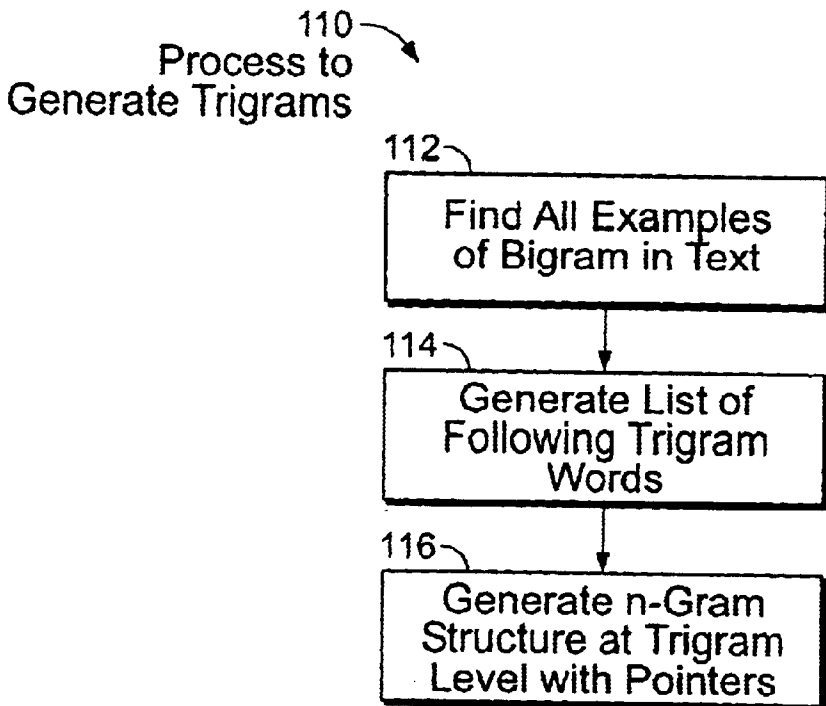 110
Process to
Generate Trigrams
112
Find All Examples
of Bigram in Text
114
Generate List of
Following Trigram
Words
116
Generate n-Gram
Structure at Trigram
Level with Pointers